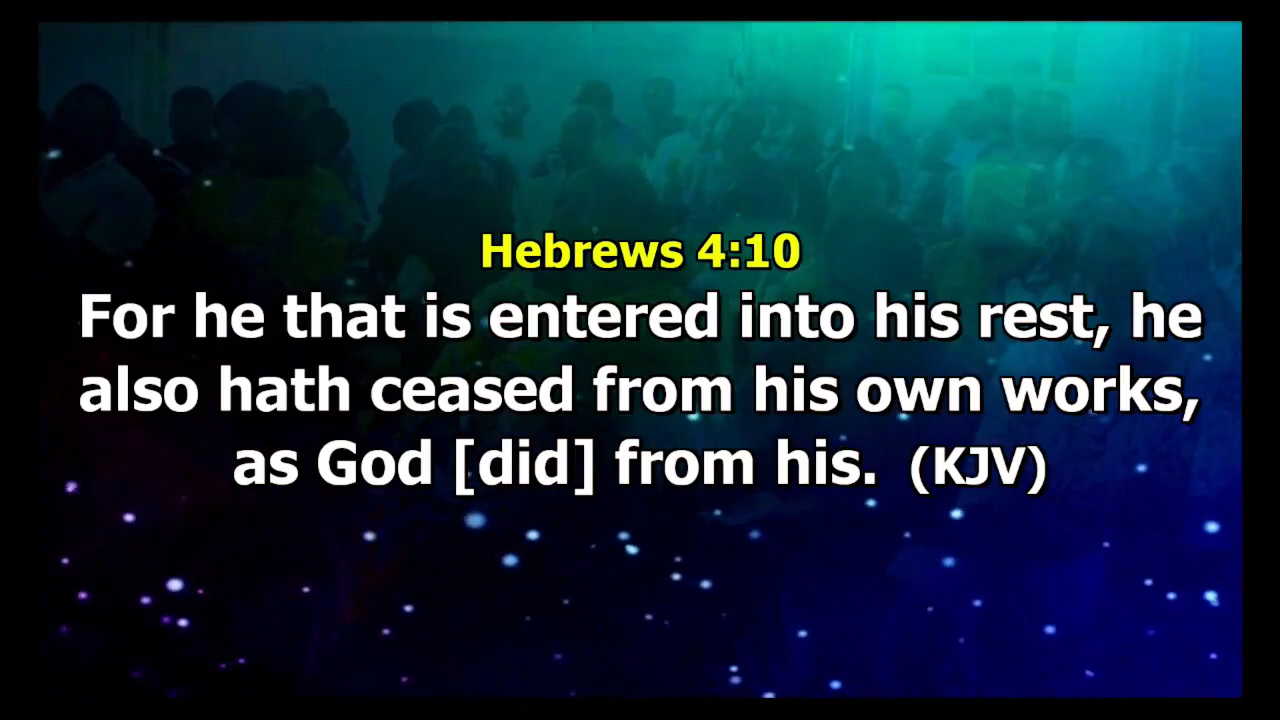 Hebrews 4:10
For he that is entered into his rest, he
also hath ceased from his own works,
as God [did] from his. (KJV)